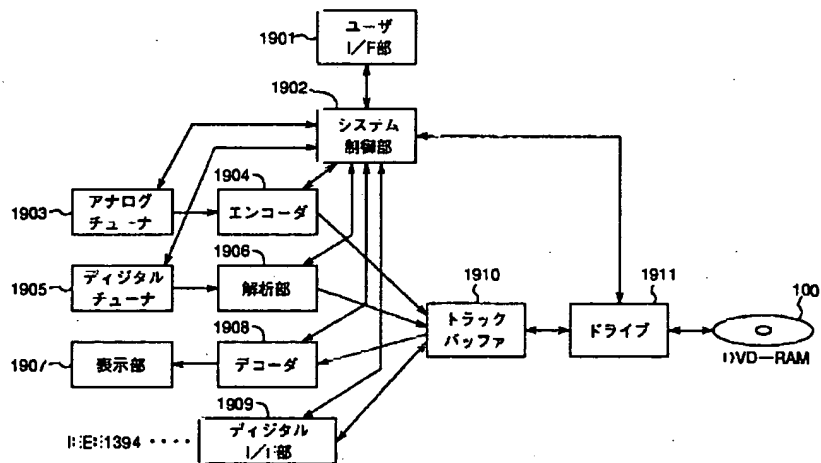 1901
ユーザ
I/F部
1902
システム
制御部
1903
アナログ
チューナ
1904
エンコーダ
1905
ディジタル
チューナ
1906
解析部
1907
表示部
1908
デコーダ
1909
ディジタル
I/F部
IEEE1394
1910
トラック
バッファ
1911
ドライブ
100
DVD-RAM